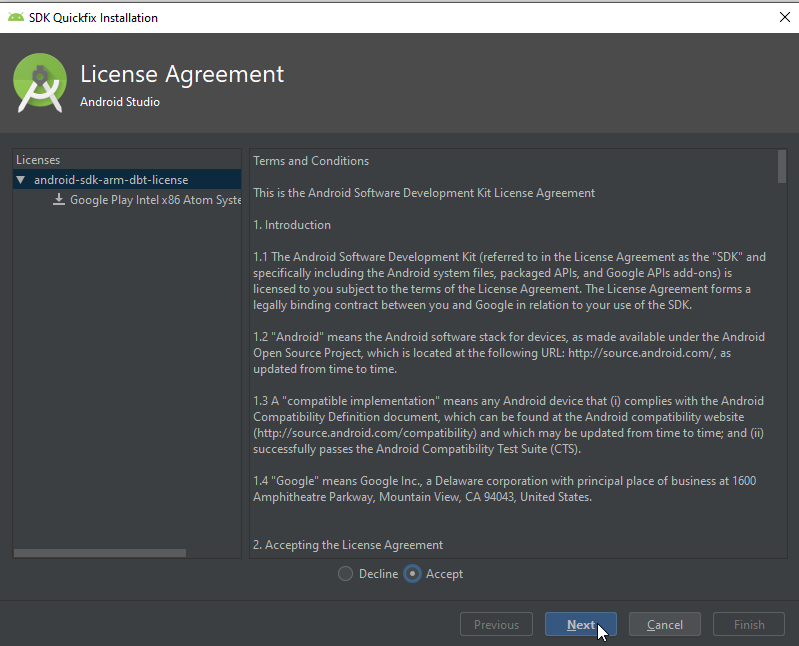 SDK Quickfix Installation
License Agreement
Android Studio
Licenses
android-sdk-arm-dbt-license
Google Play Intel x86 Atom Syste
Terms and Conditions
This is the Android Software Development Kit License Agreement
1. Introduction
1.1 The Android Software Development Kit (referred to in the License Agreement as the "SDK" and
specifically including the Android system files, packaged APIs, and Google APIs add-ons) is
licensed to you subject to the terms of the License Agreement. The License Agreement forms a
legally binding contract between you and Google in relation to your use of the SDK.
1.2 "Android" means the Android software stack for devices, as made available under the Android
Open Source Project, which is located at the following URL: http://source.android.com/, as
updated from time to time.
1.3 A "compatible implementation" means any Android device that (i) complies with the Android
Compatibility Definition document, which can be found at the Android compatibility website
(http://source.android.com/compatibility) and which may be updated from time to time; and (ii)
successfully passes the Android Compatibility Test Suite (CTS).
1.4 "Google" means Google Inc., a Delaware corporation with principal place of business at 1600
Amphitheatre Parkway, Mountain View, CA 94043, United States.
2. Accepting the License Agreement
Decline Accept
Previous Next Cancel Finish